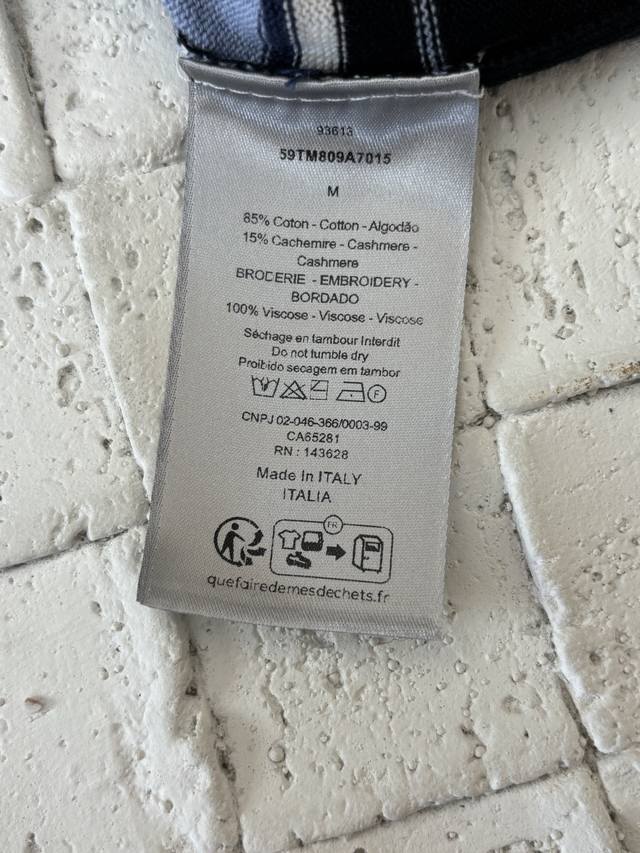 93613
59TM809A7015
M
85% Coton - Cotton - Algodão
15% Cachemire - Cashmere -
Cashmere
BRODERIE - EMBROIDERY -
BORDADO
100% Viscose - Viscose - Viscose
Séchage en tambour Interdit
Do not tumble dry
Proibido secagem em tambor
F
CNPJ 02-046-366/0003-99
CA65281
RN : 143628
Made In ITALY
ITALIA
FR
quefairedemesdechets.fr